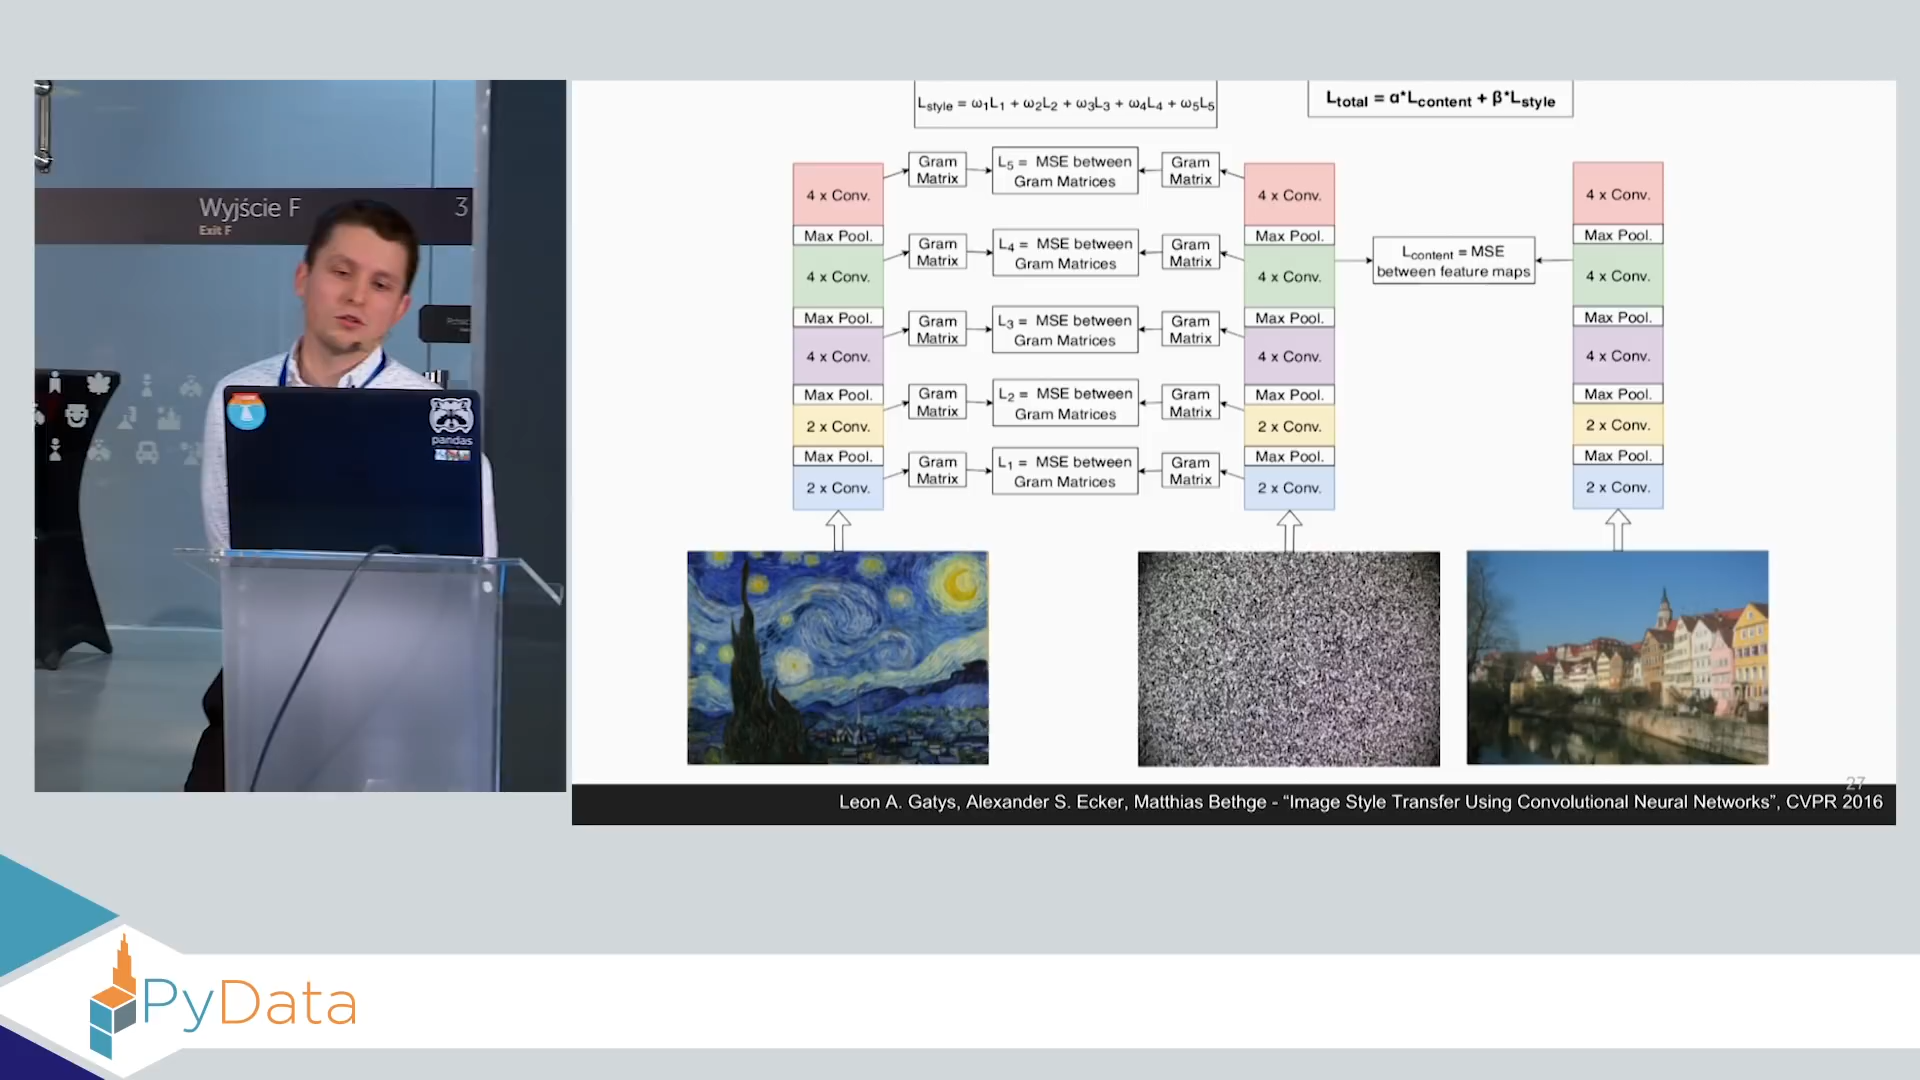 Wyjście F
Exit F
3
pandas
Lstyle = ω1L1 + ω2L2 + ω3L3 + ω4L4 + ω5L5
Ltotal = α*Lcontent + β*Lstyle
4 x Conv.
Gram
Matrix
L5 = MSE between
Gram Matrices
Gram
Matrix
4 x Conv.
4 x Conv.
Max Pool.
Max Pool.
Max Pool.
4 x Conv.
Gram
Matrix
L4 = MSE between
Gram Matrices
Gram
Matrix
4 x Conv.
Lcontent = MSE
between feature maps
4 x Conv.
Max Pool.
Max Pool.
Max Pool.
4 x Conv.
Gram
Matrix
L3 = MSE between
Gram Matrices
Gram
Matrix
4 x Conv.
4 x Conv.
Max Pool.
Max Pool.
Max Pool.
2 x Conv.
Gram
Matrix
L2 = MSE between
Gram Matrices
Gram
Matrix
2 x Conv.
2 x Conv.
Max Pool.
Max Pool.
Max Pool.
2 x Conv.
Gram
Matrix
L1 = MSE between
Gram Matrices
Gram
Matrix
2 x Conv.
2 x Conv.
27
Leon A. Gatys, Alexander S. Ecker, Matthias Bethge - “Image Style Transfer Using Convolutional Neural Networks”, CVPR 2016
PyData